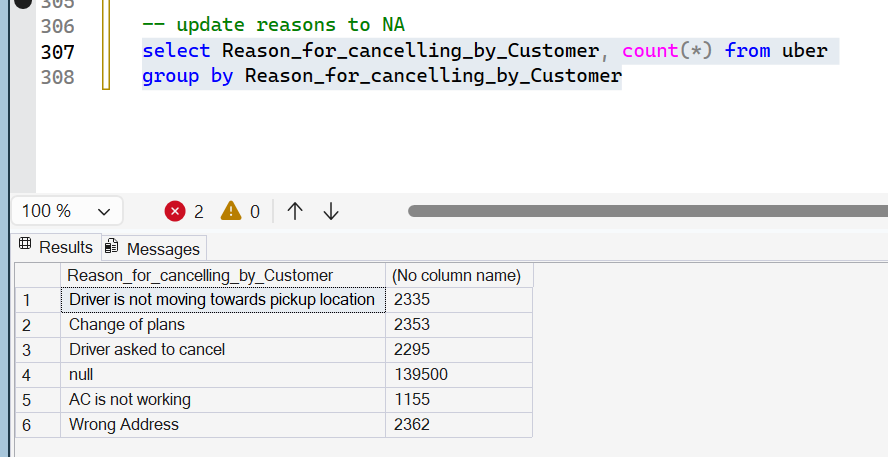 305
306 -- update reasons to NA
307 select Reason_for_cancelling_by_Customer, count(*) from uber
308 group by Reason_for_cancelling_by_Customer
100 % 2 0
Results Messages
Reason_for_cancelling_by_Customer (No column name)
1 Driver is not moving towards pickup location 2335
2 Change of plans 2353
3 Driver asked to cancel 2295
4 null 139500
5 AC is not working 1155
6 Wrong Address 2362